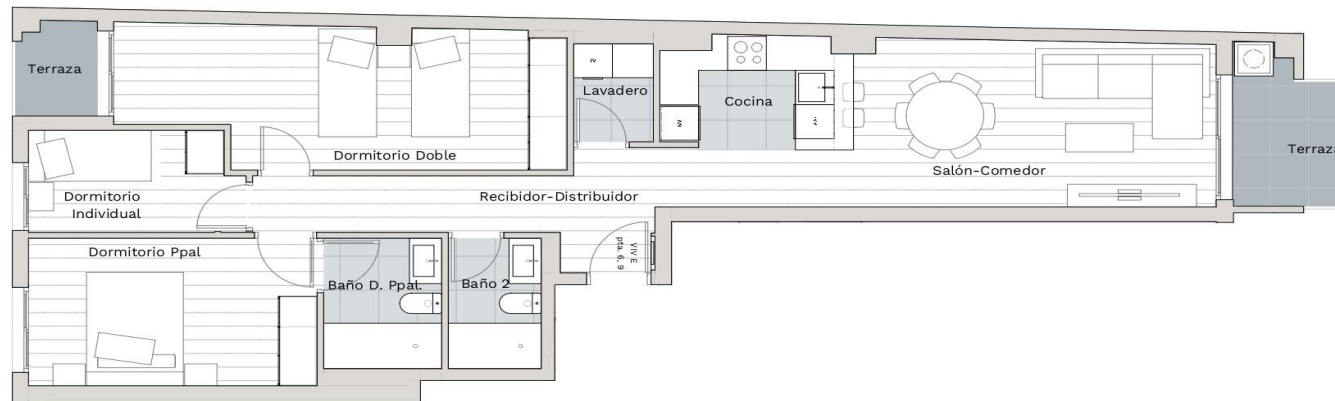 Terraza
Dormitorio Doble
Lavadero
Cocina
Salón-Comedor
Terraza
Dormitorio
Individual
Recibidor-Distribuidor
Dormitorio Ppal
Baño D. Ppal.
Baño 2
VIV E
pta. 6, 9